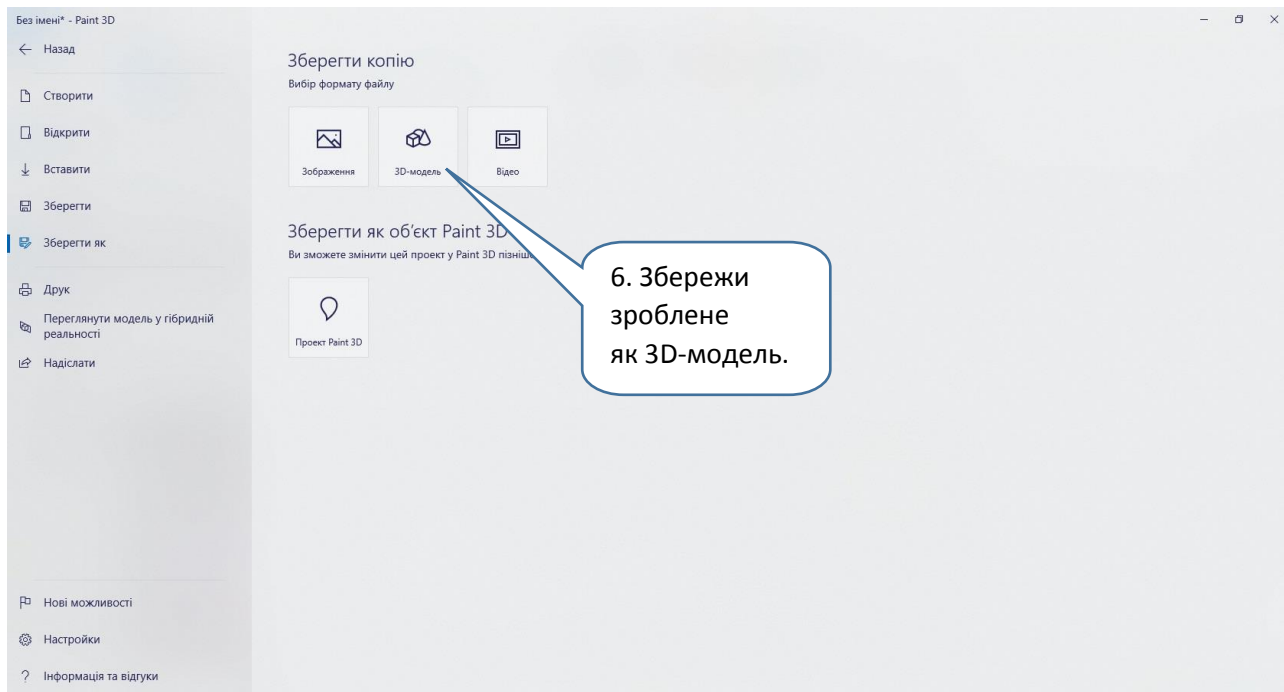 Без імені* - Paint 3D
Назад
Створити
Відкрити
Вставити
Зберегти
Зберегти як
Друк
Переглянути модель у гібридній
реальності
Надіслати
Нові можливості
Настройки
Інформація та відгуки
Зберегти копію
Вибір формату файлу
Зображення
3D-модель
Відео
Зберегти як об’єкт Paint 3D
Ви зможете змінити цей проект у Paint 3D пізніше
Проект Paint 3D
6. Збережи
зроблене
як 3D-модель.